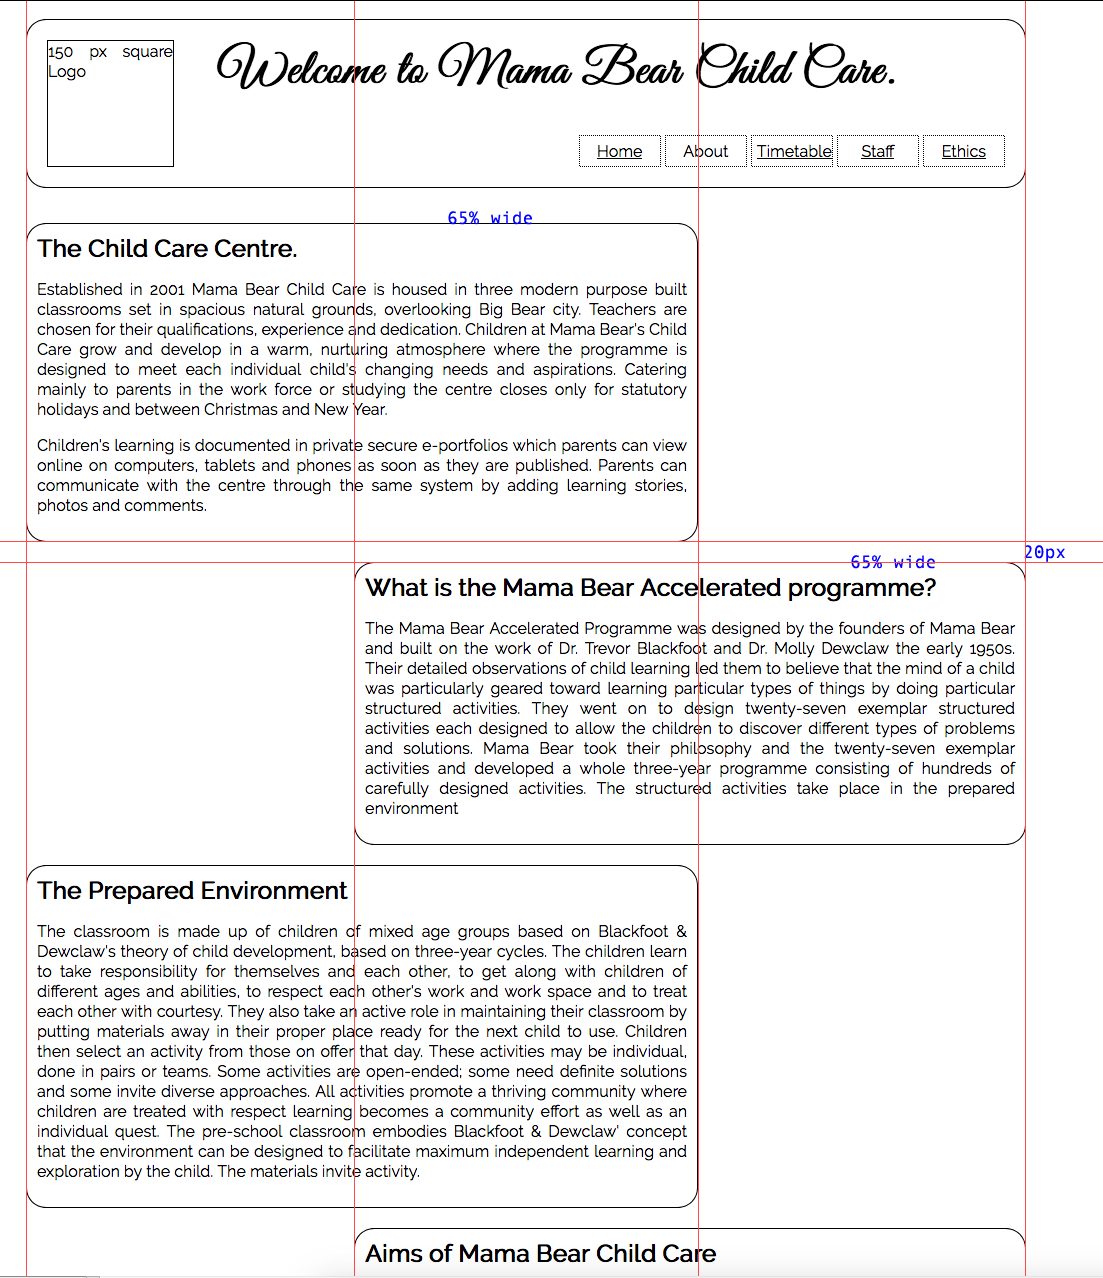 150 px square
Logo
Welcome to Mama Bear Child Care.
Home About Timetable Staff Ethics
65% wide
The Child Care Centre.
Established in 2001 Mama Bear Child Care is housed in three modern purpose built
classrooms set in spacious natural grounds, overlooking Big Bear city. Teachers are
chosen for their qualifications, experience and dedication. Children at Mama Bear's Child
Care grow and develop in a warm, nurturing atmosphere where the programme is
designed to meet each individual child's changing needs and aspirations. Catering
mainly to parents in the work force or studying the centre closes only for statutory
holidays and between Christmas and New Year.
Children's learning is documented in private secure e-portfolios which parents can view
online on computers, tablets and phones as soon as they are published. Parents can
communicate with the centre through the same system by adding learning stories,
photos and comments.
20px
65% wide
What is the Mama Bear Accelerated programme?
The Mama Bear Accelerated Programme was designed by the founders of Mama Bear
and built on the work of Dr. Trevor Blackfoot and Dr. Molly Dewclaw the early 1950s.
Their detailed observations of child learning led them to believe that the mind of a child
was particularly geared toward learning particular types of things by doing particular
structured activities. They went on to design twenty-seven exemplar structured
activities each designed to allow the children to discover different types of problems
and solutions. Mama Bear took their philosophy and the twenty-seven exemplar
activities and developed a whole three-year programme consisting of hundreds of
carefully designed activities. The structured activities take place in the prepared
environment
The Prepared Environment
The classroom is made up of children of mixed age groups based on Blackfoot &
Dewclaw's theory of child development, based on three-year cycles. The children learn
to take responsibility for themselves and each other, to get along with children of
different ages and abilities, to respect each other's work and work space and to treat
each other with courtesy. They also take an active role in maintaining their classroom by
putting materials away in their proper place ready for the next child to use. Children
then select an activity from those on offer that day. These activities may be individual,
done in pairs or teams. Some activities are open-ended; some need definite solutions
and some invite diverse approaches. All activities promote a thriving community where
children are treated with respect learning becomes a community effort as well as an
individual quest. The pre-school classroom embodies Blackfoot & Dewclaw' concept
that the environment can be designed to facilitate maximum independent learning and
exploration by the child. The materials invite activity.
Aims of Mama Bear Child Care